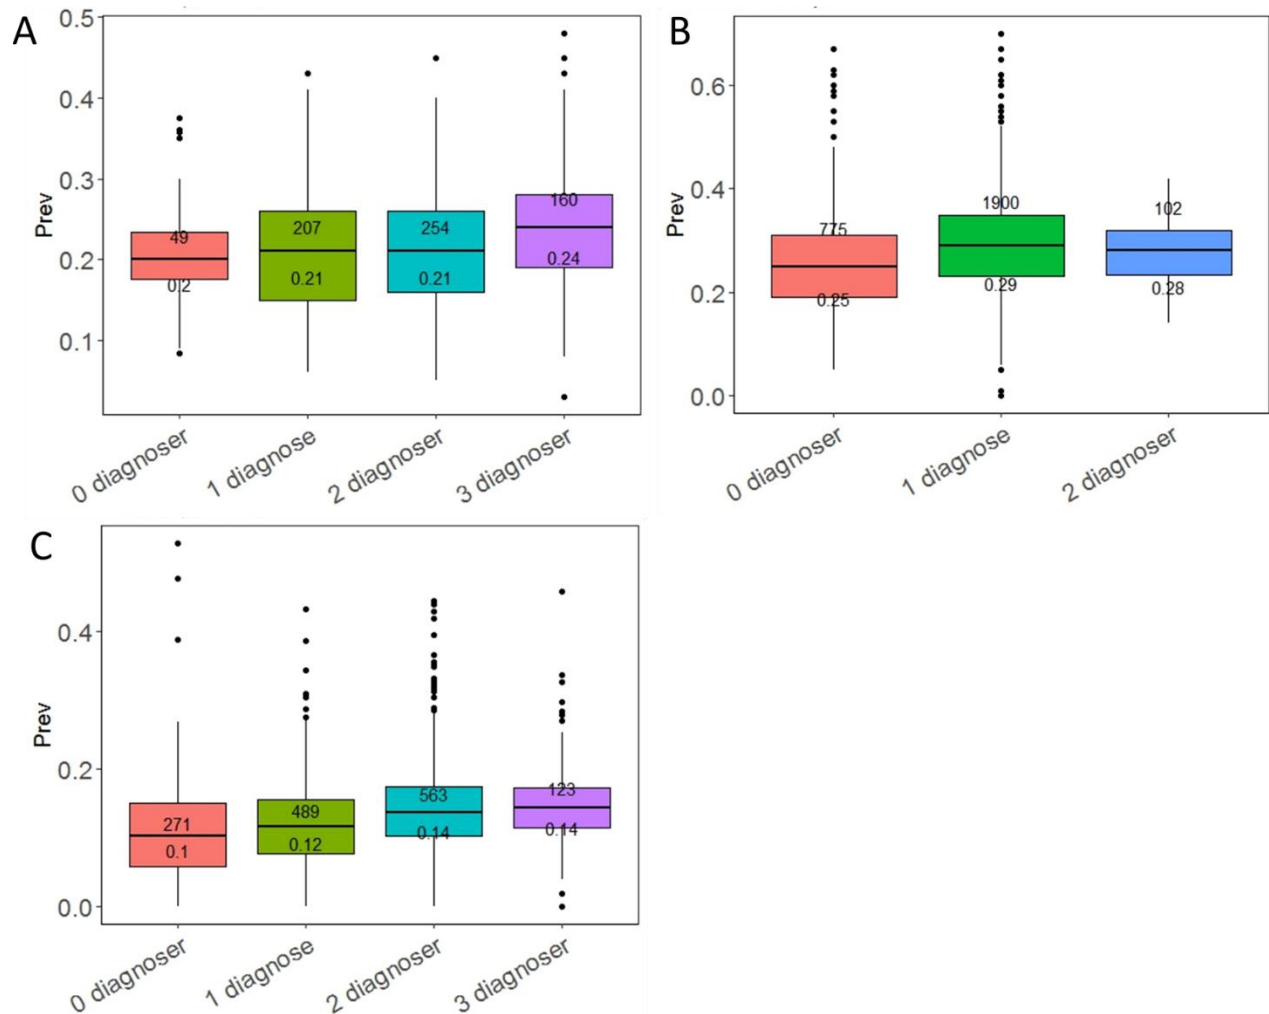 A
0.5
0.4
0.3
0.2
0.1
Prev
49
0.2
207
0.21
254
0.21
160
0.24
0 diagnoser
1 diagnose
2 diagnoser
3 diagnoser
B
0.6
0.4
0.2
0.0
Prev
775
0.25
1900
0.29
102
0.28
0 diagnoser
1 diagnose
2 diagnoser
C
0.4
0.2
0.0
Prev
271
0.1
489
0.12
563
0.14
123
0.14
0 diagnoser
1 diagnose
2 diagnoser
3 diagnoser